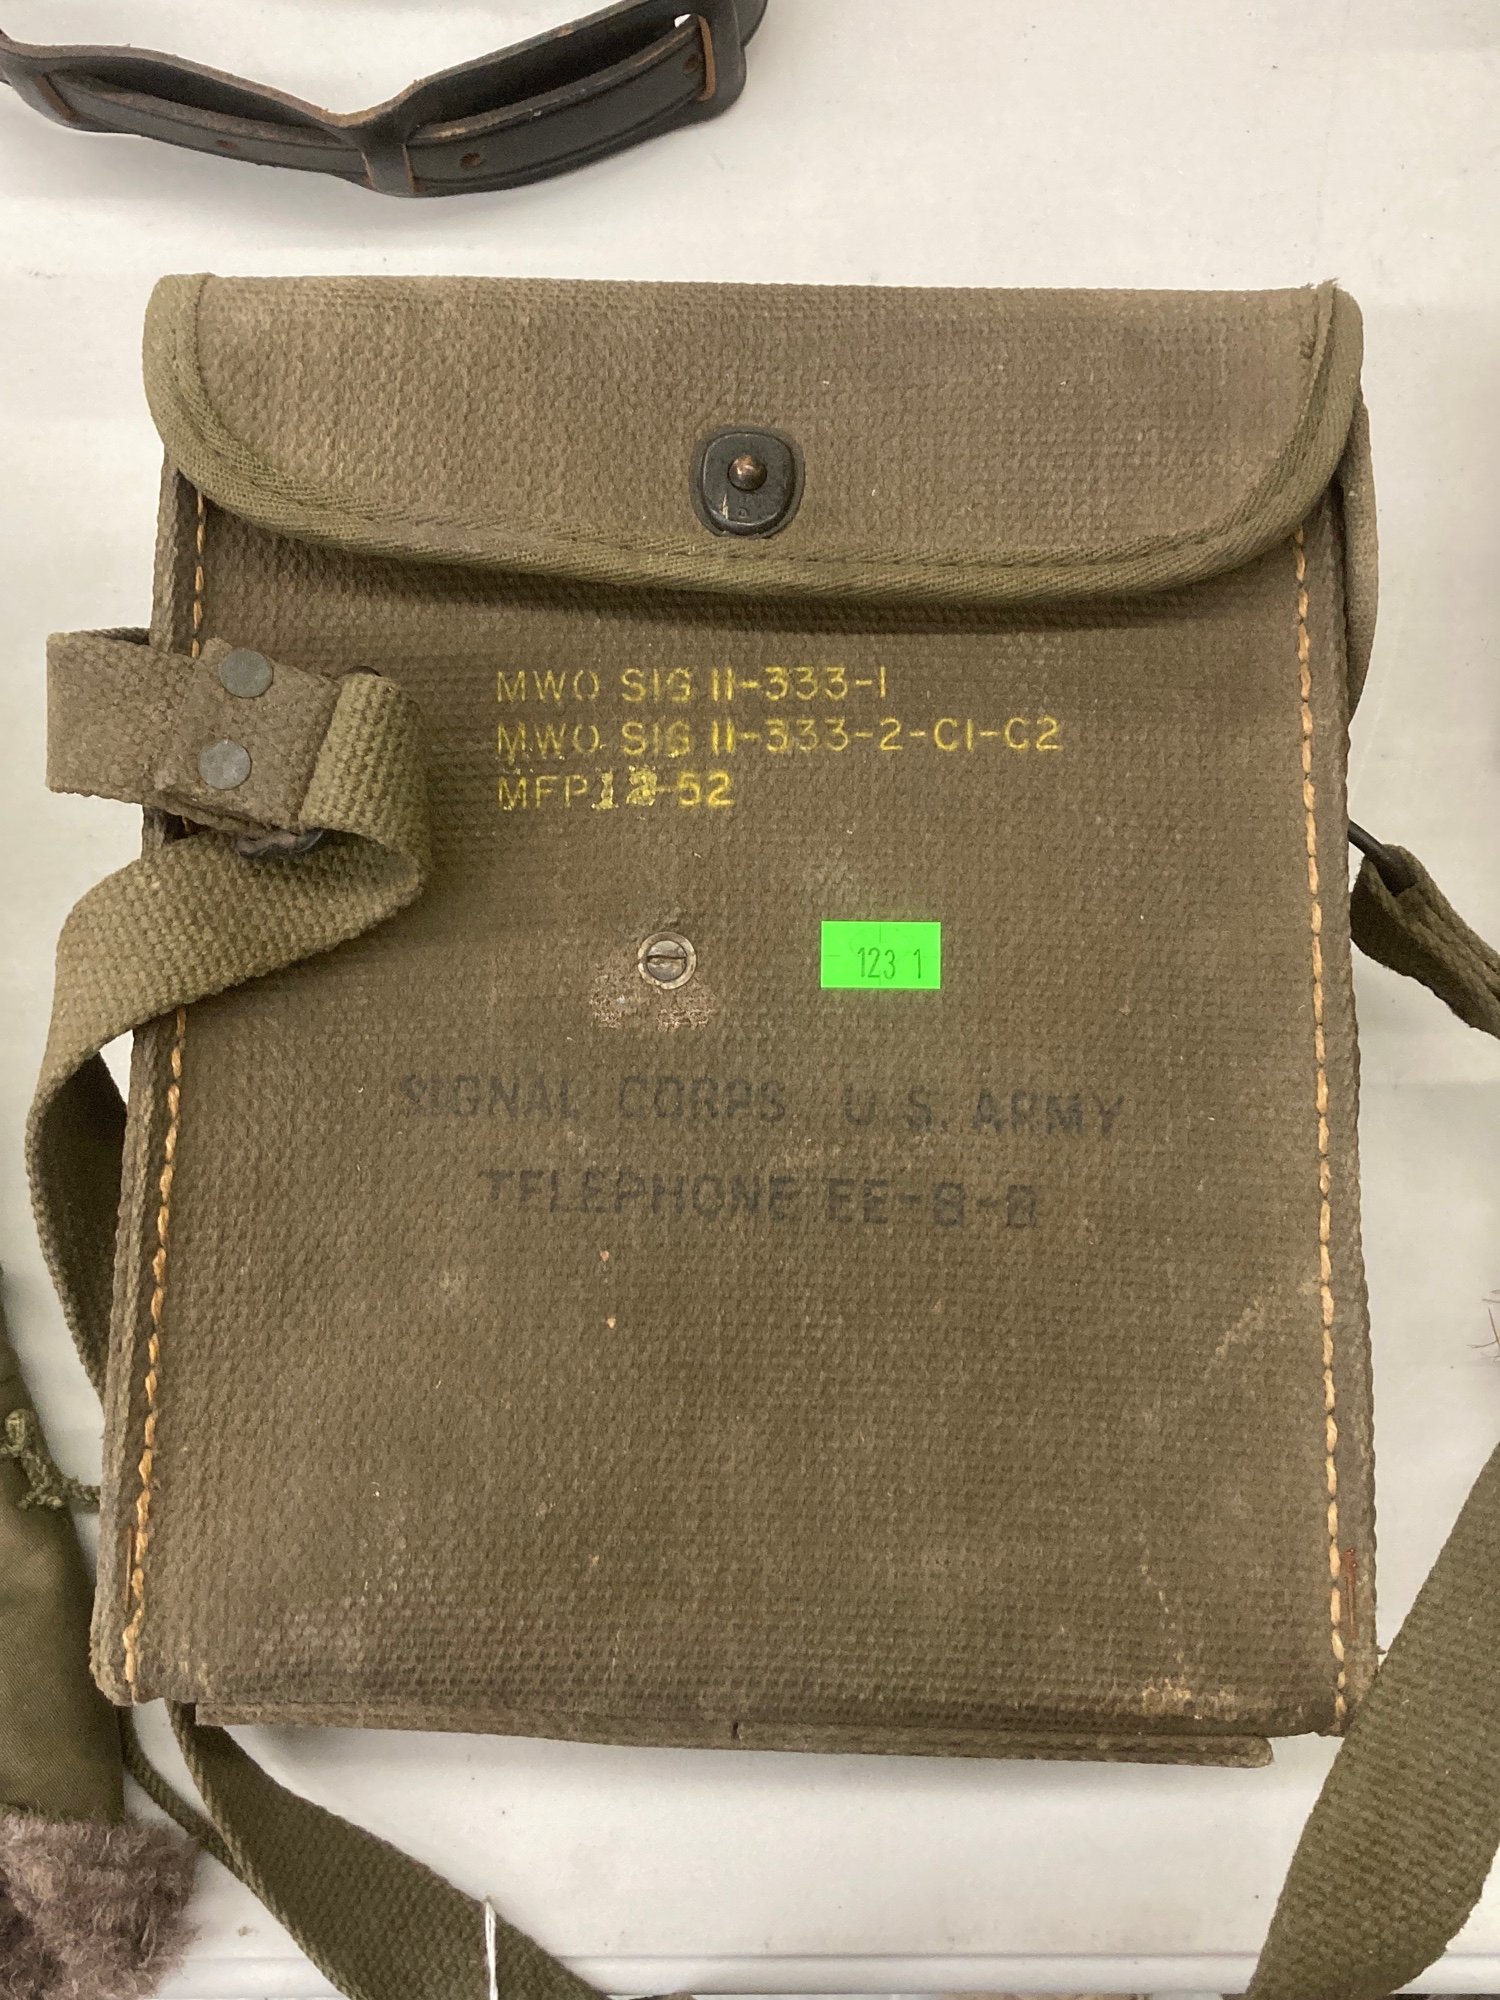 MWO SIG 11-333-1
MWO SIG 11-333-2-C1-C2
MFP 12-52
123 1
SIGNAL CORPS U.S. ARMY
TELEPHONE EE-8-B